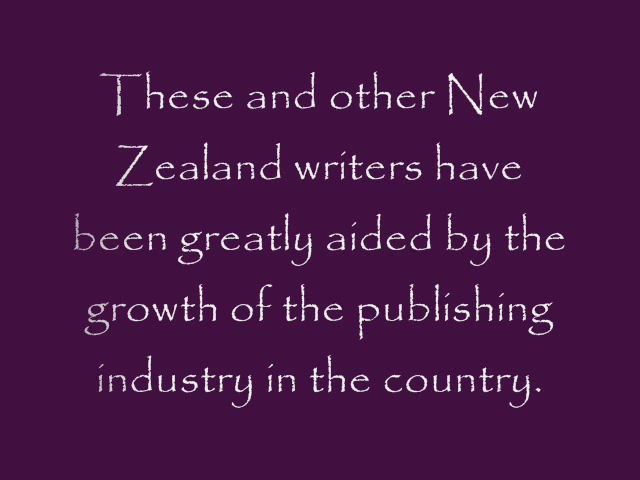 These and other New
Zealand writers have
been greatly aided by the
growth of the publishing
industry in the country.